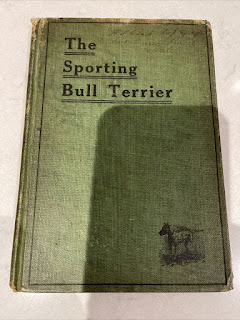 The
Sporting
Bull Terrier